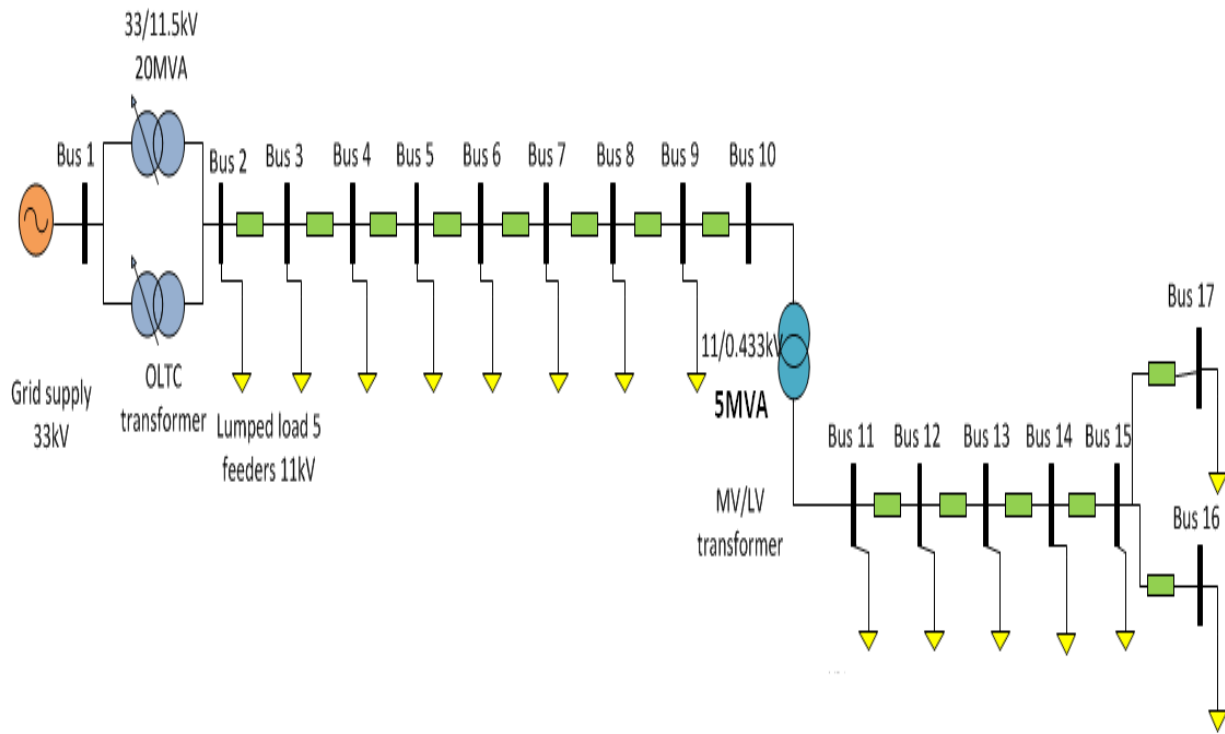 33/11.5kV
20MVA
Bus 1
Bus 2
Bus 3
Bus 4
Bus 5
Bus 6
Bus 7
Bus 8
Bus 9
Bus 10
Grid supply
33kV
OLTC
transformer
Lumped load 5
feeders 11kV
11/0.433kV
5MVA
MV/LV
transformer
Bus 11
Bus 12
Bus 13
Bus 14
Bus 15
Bus 17
Bus 16